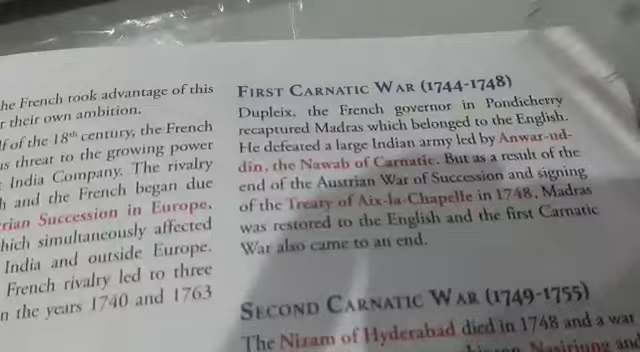 he French took advantage of this
r their own ambition.
lf of the 18th century, the French
us threat to the growing power
India Company. The rivalry
h and the French began due
rian Succession in Europe,
hich simultaneously affected
India and outside Europe.
French rivalry led to three
n the years 1740 and 1763
FIRST CARNATIC WAR (1744-1748)
Dupleix, the French governor in Pondicherry
recaptured Madras which belonged to the English.
He defeated a large Indian army led by Anwar-ud-
din, the Nawab of Carnatic. But as a result of the
end of the Austrian War of Succession and signing
of the Treaty of Aix-la-Chapelle in 1748, Madras
was restored to the English and the first Carnatic
War also came to an end.
SECOND CARNATIC WAR (1749-1755)
The Nizam of Hyderabad died in 1748 and a war
Nasirjung and